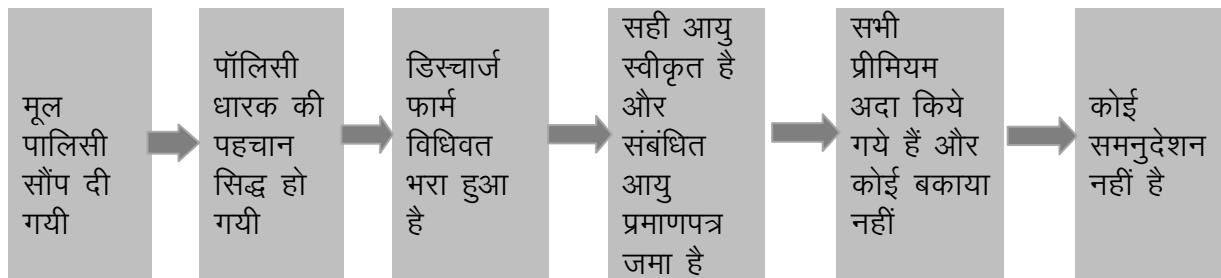 मूल
पालिसी
सौंप दी
गयी
पॉलिसी
धारक की
पहचान
सिद्ध हो
गयी
डिस्चार्ज
फार्म
विधिवत
भरा हुआ
है
सही आयु
स्वीकृत है
और
संबंधित
आयु
प्रमाणपत्र
जमा है
सभी
प्रीमियम
अदा किये
गये हैं और
कोई बकाया
नहीं
कोई
समनुदेशन
नहीं है